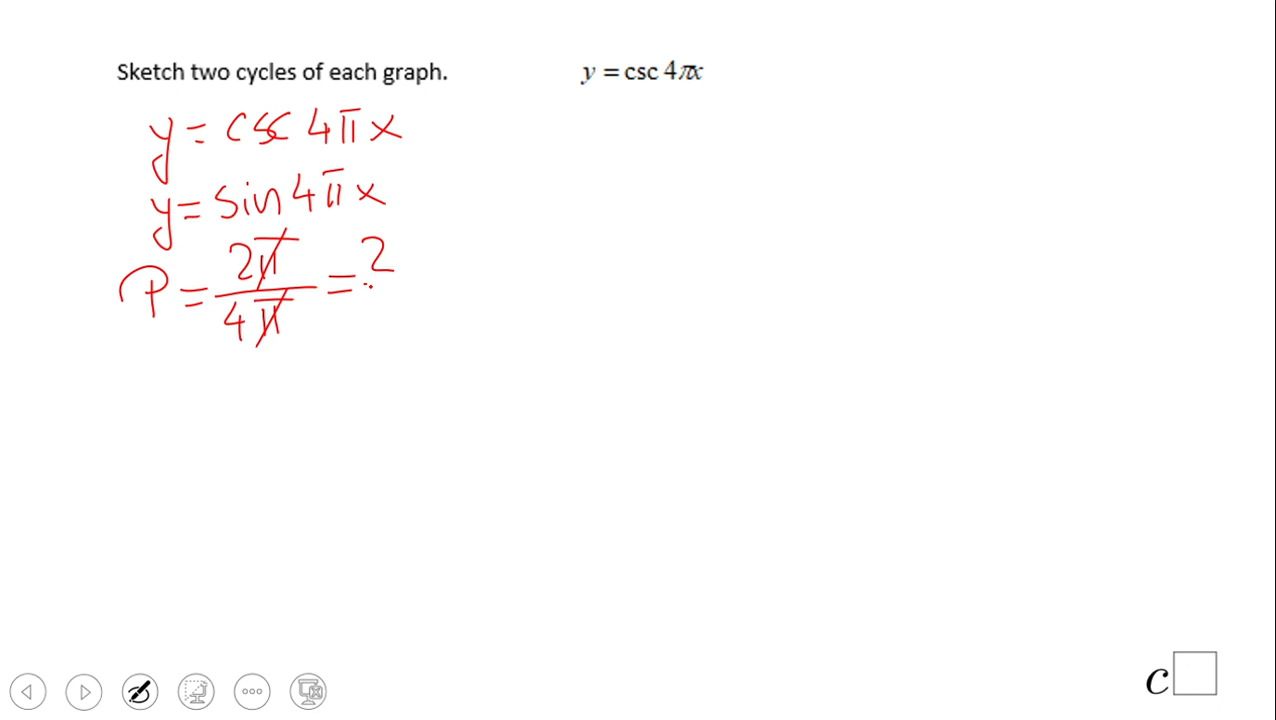 Sketch two cycles of each graph. y = csc 4πx
y = csc 4πx
y = sin 4πx
P = 2π/4π = 2
c